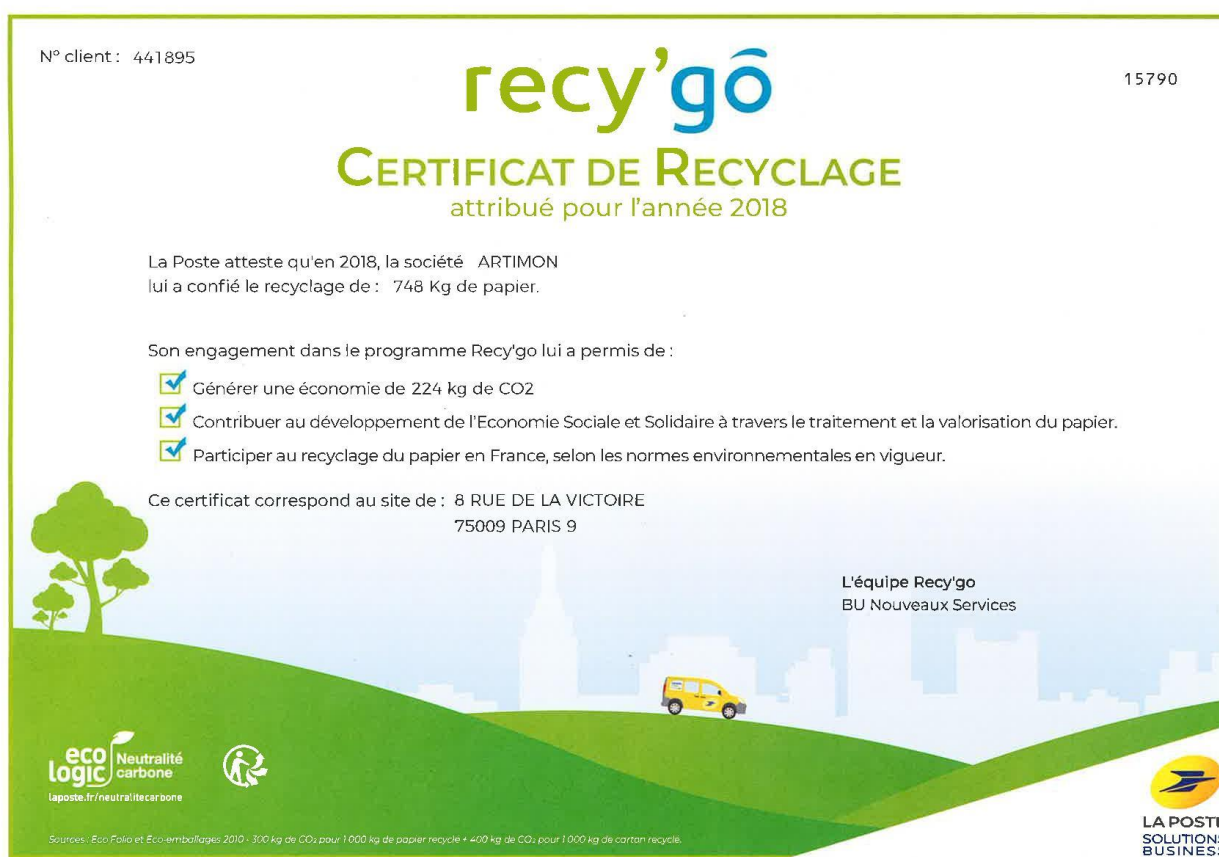 N° client : 441895
15790
recy'gô
CERTIFICAT DE RECYCLAGE
attribué pour l'année 2018
La Poste atteste qu'en 2018, la société ARTIMON
lui a confié le recyclage de : 748 Kg de papier.
Son engagement dans le programme Recy'go lui a permis de :
Générer une économie de 224 kg de CO2
Contribuer au développement de l'Economie Sociale et Solidaire à travers le traitement et la valorisation du papier.
Participer au recyclage du papier en France, selon les normes environnementales en vigueur.
Ce certificat correspond au site de : 8 RUE DE LA VICTOIRE
75009 PARIS 9
L'équipe Recy'go
BU Nouveaux Services
eco
logic
Neutralité
carbone
laposte.fr/neutralitecarbone
Sources : Eco Folio et Eco-emballages 2010 - 300 kg de CO₂ pour 1000 kg de papier recyclé + 400 kg de CO₂ pour 1000 kg de carton recyclé.
LA POSTE
SOLUTIONS
BUSINESS